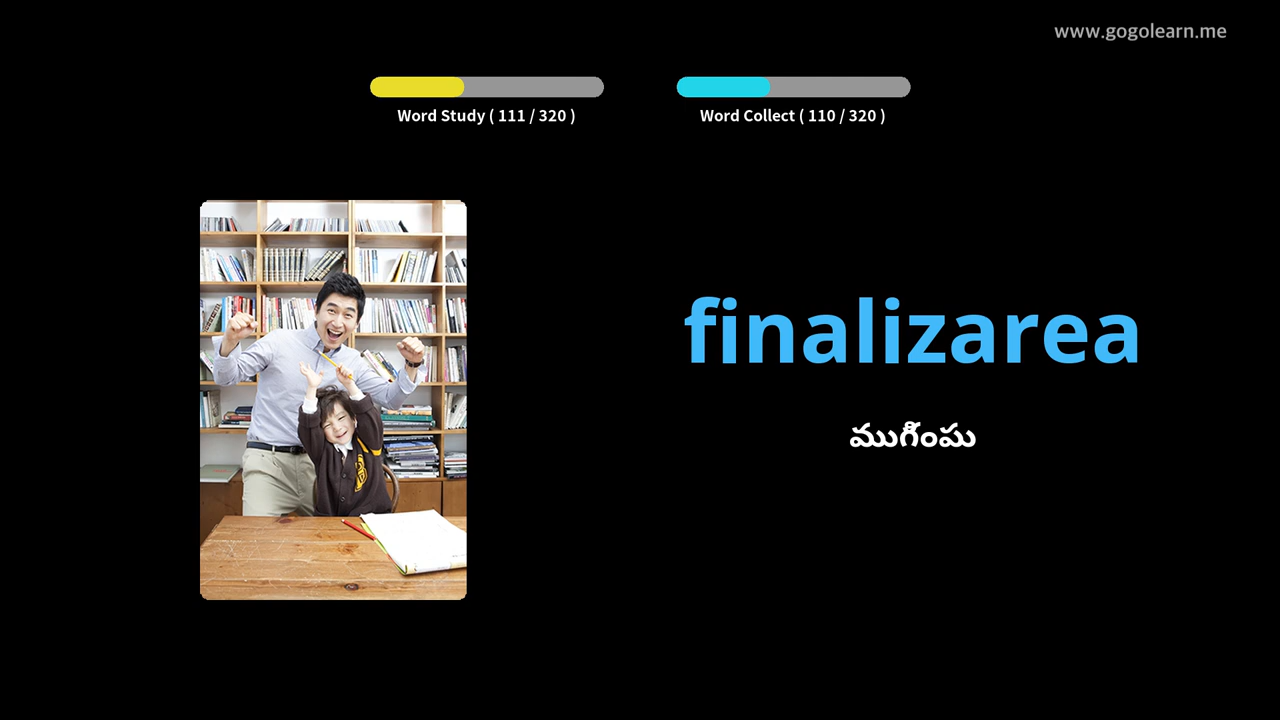 www.gogolearn.me
Word Study ( 111 / 320 )
Word Collect ( 110 / 320 )
finalizarea
ముగింపు